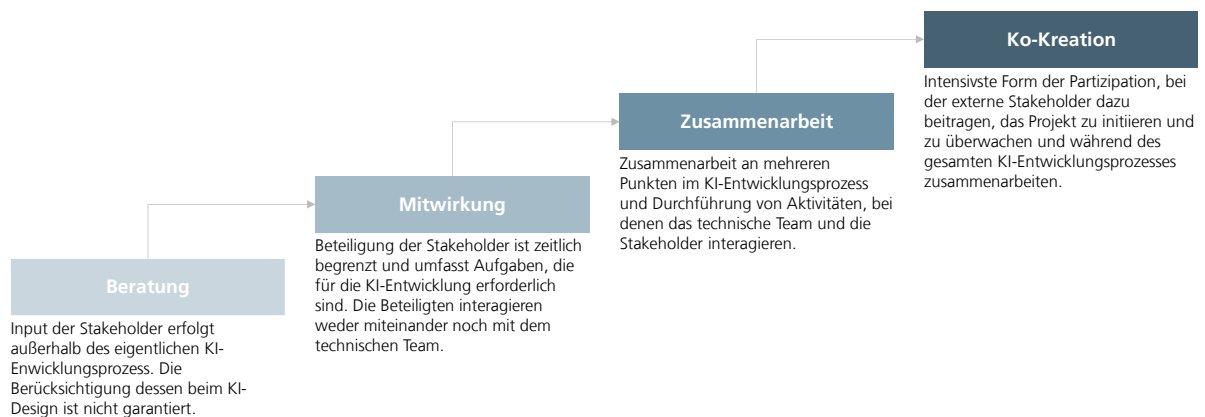 Beratung
Input der Stakeholder erfolgt
außerhalb des eigentlichen KI-
Enwicklungsprozess. Die
Berücksichtigung dessen beim KI-
Design ist nicht garantiert.
Mitwirkung
Beteiligung der Stakeholder ist zeitlich
begrenzt und umfasst Aufgaben, die
für die KI-Entwicklung erforderlich
sind. Die Beteiligten interagieren
weder miteinander noch mit dem
technischen Team.
Zusammenarbeit
Zusammenarbeit an mehreren
Punkten im KI-Entwicklungsprozess
und Durchführung von Aktivitäten, bei
denen das technische Team und die
Stakeholder interagieren.
Ko-Kreation
Intensivste Form der Partizipation, bei
der externe Stakeholder dazu
beitragen, das Projekt zu initiieren und
zu überwachen und während des
gesamten KI-Entwicklungsprozesses
zusammenarbeiten.